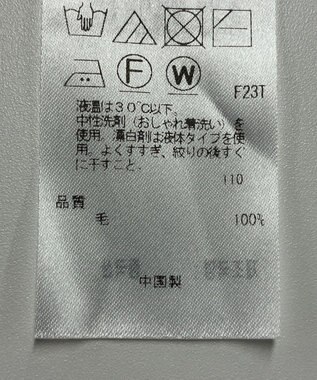 F
W
F23T
液温は30℃以下、
中性洗剤（おしゃれ着洗い）を
使用。漂白剤は液体タイプを使
用。よくすすぎ、絞りの後すぐ
に干すこと。
110
品質
毛 100%
中国製